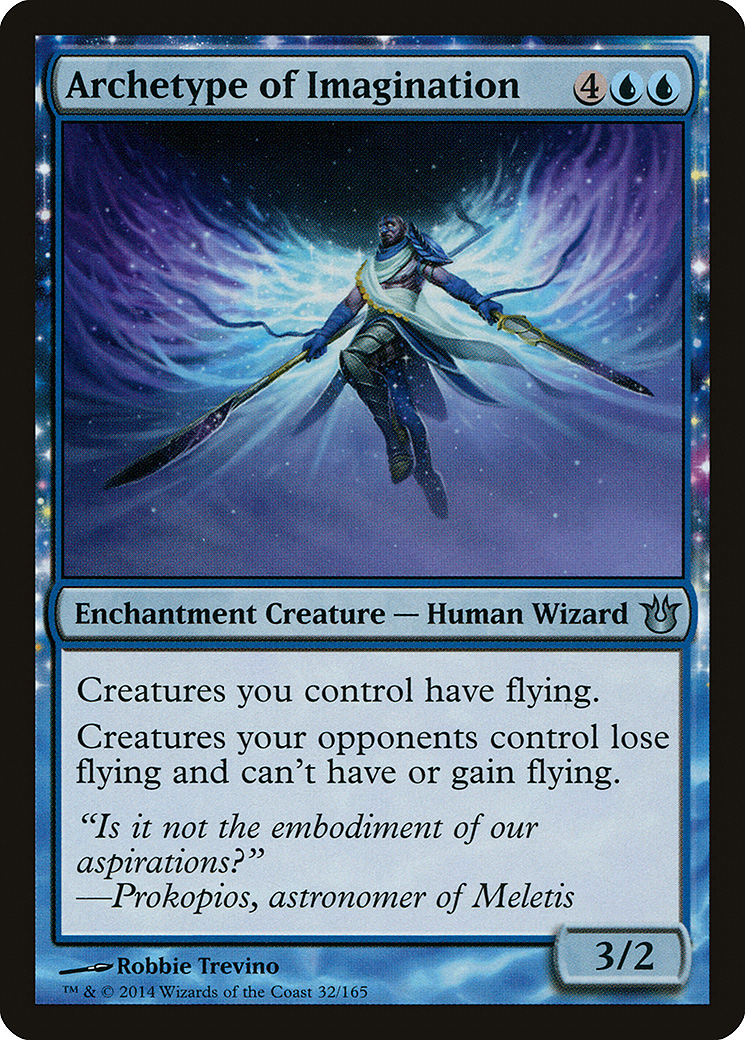 Archetype of Imagination 4
Enchantment Creature — Human Wizard
Creatures you control have flying.
Creatures your opponents control lose
flying and can't have or gain flying.
“Is it not the embodiment of our
aspirations?”
—Prokopios, astronomer of Meletis
3/2
Robbie Trevino
™ & © 2014 Wizards of the Coast 32/165